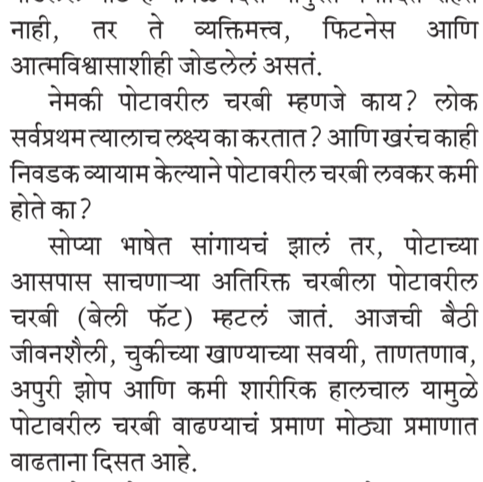 नाही, तर ते व्यक्तिमत्त्व, फिटनेस आणि
आत्मविश्वासाशीही जोडलेलं असतं.
नेमकी पोटावरील चरबी म्हणजे काय? लोक
सर्वप्रथम त्यालाच लक्ष्य का करतात? आणि खरंच काही
निवडक व्यायाम केल्याने पोटावरील चरबी लवकर कमी
होते का?
सोप्या भाषेत सांगायचं झालं तर, पोटाच्या
आसपास साचणाऱ्या अतिरिक्त चरबीला पोटावरील
चरबी (बेली फॅट) म्हटलं जातं. आजची बैठी
जीवनशैली, चुकीच्या खाण्याच्या सवयी, ताणतणाव,
अपुरी झोप आणि कमी शारीरिक हालचाल यामुळे
पोटावरील चरबी वाढण्याचं प्रमाण मोठ्या प्रमाणात
वाढताना दिसत आहे.